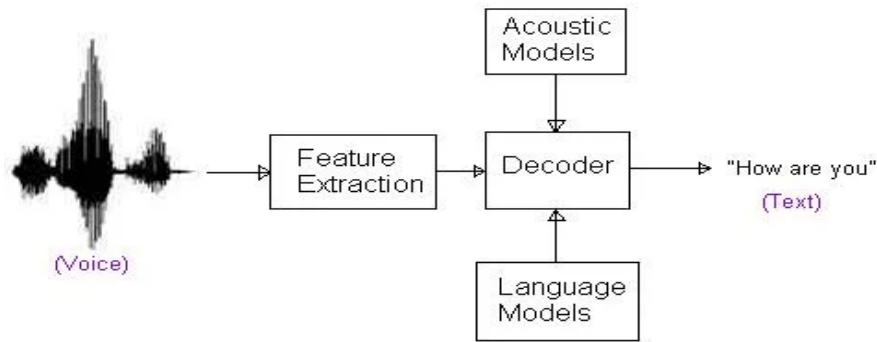 Acoustic
Models
Feature
Extraction
Decoder
"How are you"
(Text)
(Voice)
Language
Models